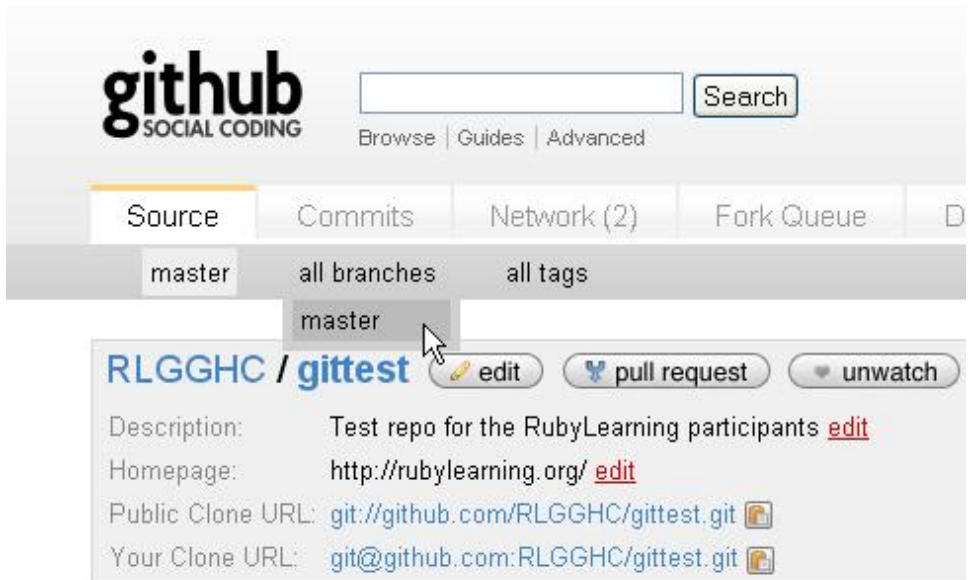 github
SOCIAL CODING
Search
Browse | Guides | Advanced
Source Commits Network (2) Fork Queue D
master all branches all tags
master
RLGGHC / gittest edit pull request unwatch
Description: Test repo for the RubyLearning participants edit
Homepage: http://rubylearning.org/ edit
Public Clone URL: git://github.com/RLGGHC/gittest.git
Your Clone URL: git@github.com:RLGGHC/gittest.git